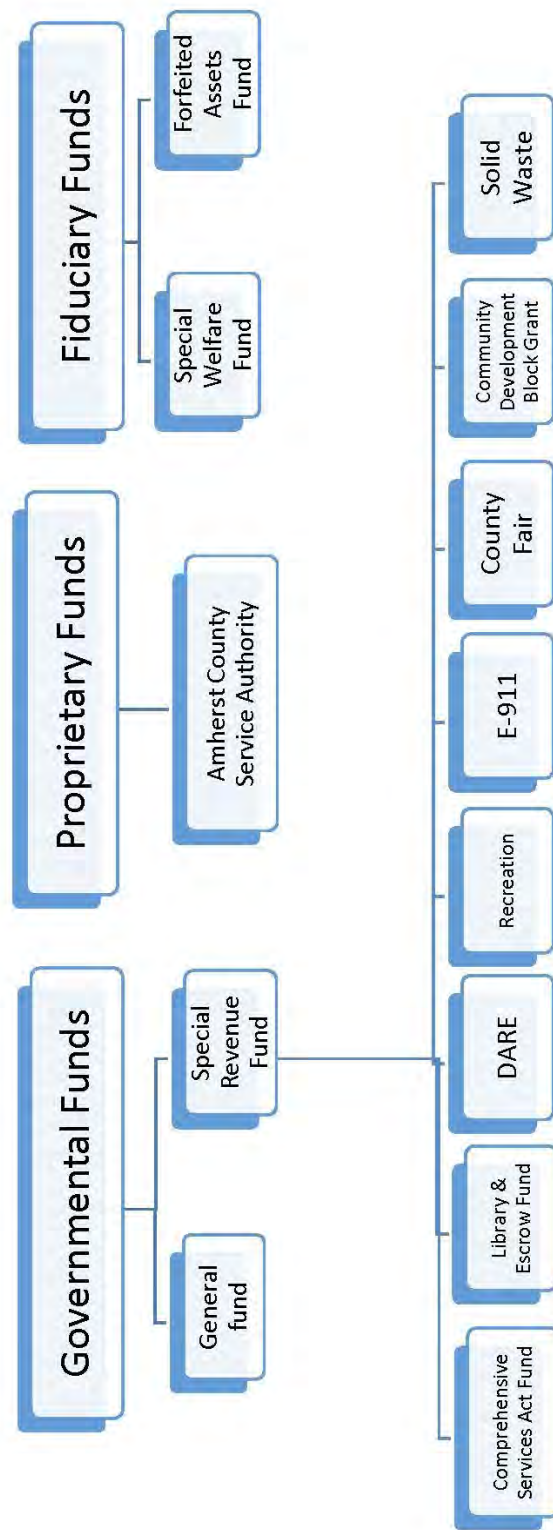 Governmental Funds
Proprietary Funds
Fiduciary Funds
General
fund
Special
Revenue
Fund
Amherst County
Service Authority
Special
Welfare
Fund
Forfeited
Assets
Fund
Comprehensive
Services Act Fund
Library &
Escrow Fund
DARE
Recreation
E-911
County
Fair
Community
Development
Block Grant
Solid
Waste